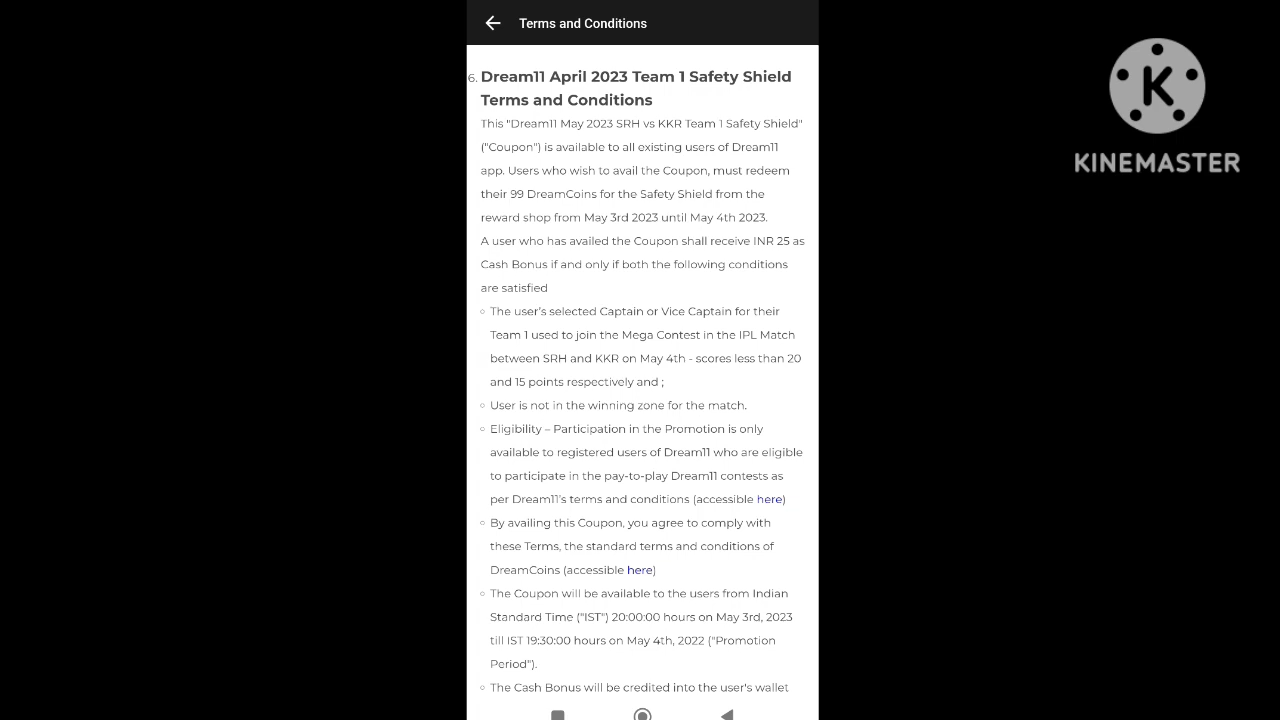 Terms and Conditions
6. Dream11 April 2023 Team 1 Safety Shield
Terms and Conditions
This "Dream11 May 2023 SRH vs KKR Team 1 Safety Shield"
("Coupon") is available to all existing users of Dream11
app. Users who wish to avail the Coupon, must redeem
their 99 DreamCoins for the Safety Shield from the
reward shop from May 3rd 2023 until May 4th 2023.
A user who has availed the Coupon shall receive INR 25 as
Cash Bonus if and only if both the following conditions
are satisfied
○ The user's selected Captain or Vice Captain for their
Team 1 used to join the Mega Contest in the IPL Match
between SRH and KKR on May 4th - scores less than 20
and 15 points respectively and ;
○ User is not in the winning zone for the match.
○ Eligibility – Participation in the Promotion is only
available to registered users of Dream11 who are eligible
to participate in the pay-to-play Dream11 contests as
per Dream11's terms and conditions (accessible here)
○ By availing this Coupon, you agree to comply with
these Terms, the standard terms and conditions of
DreamCoins (accessible here)
○ The Coupon will be available to the users from Indian
Standard Time ("IST") 20:00:00 hours on May 3rd, 2023
till IST 19:30:00 hours on May 4th, 2022 ("Promotion
Period").
○ The Cash Bonus will be credited into the user's wallet
K
KINEMASTER